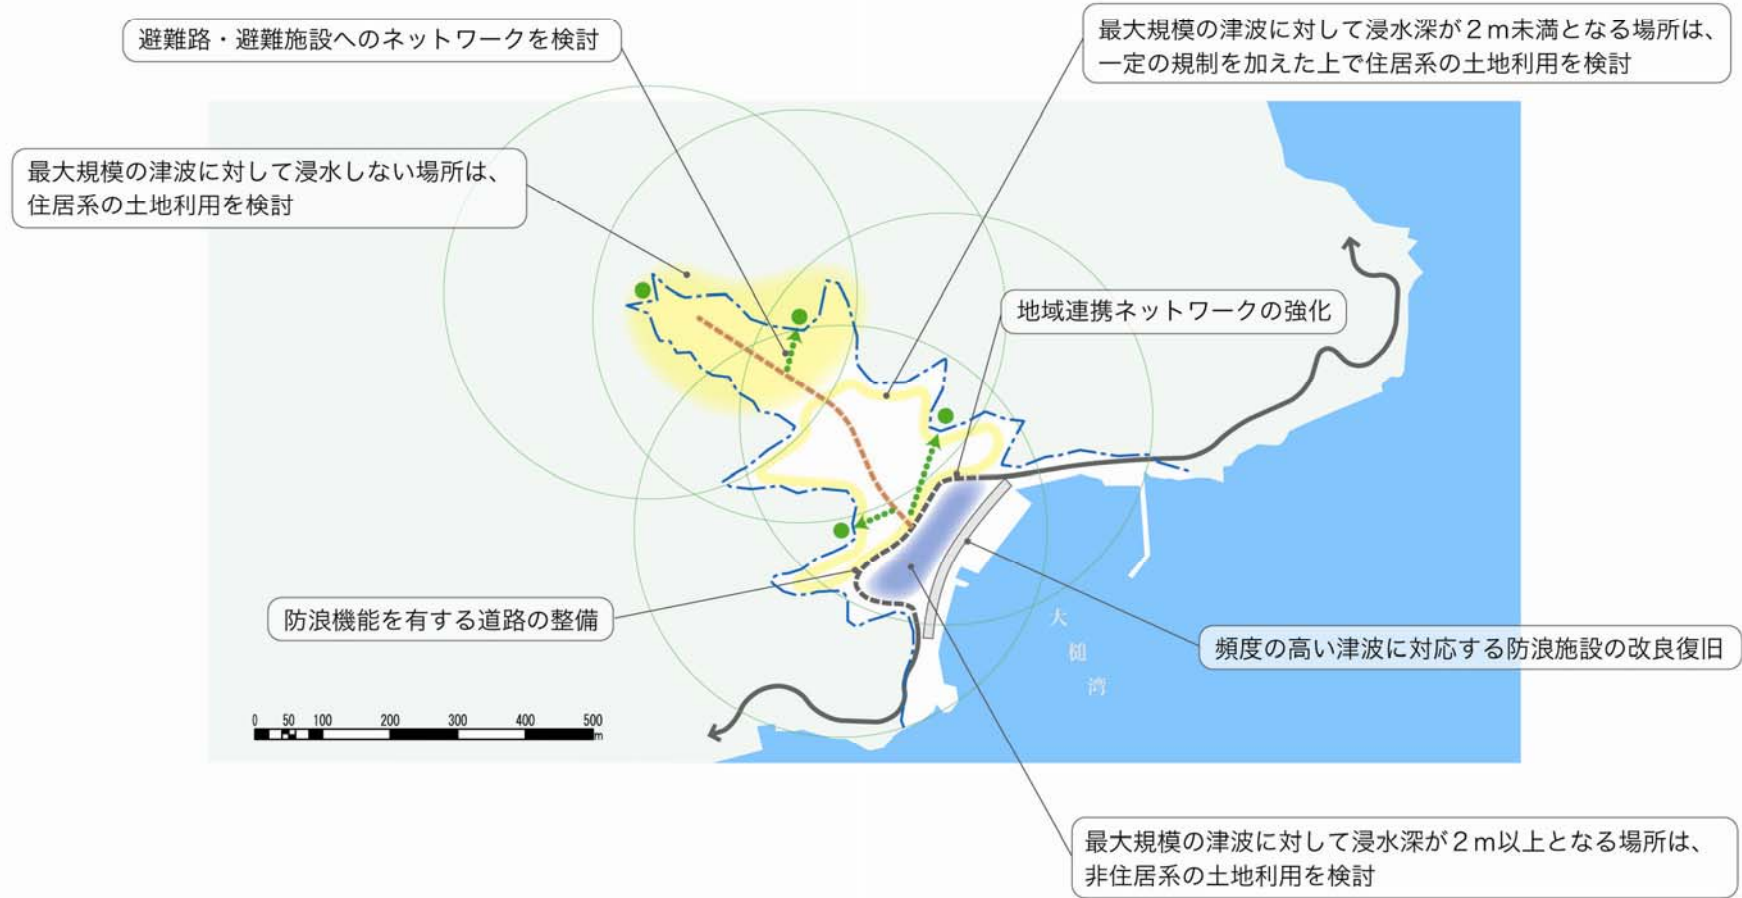 避難路・避難施設へのネットワークを検討
最大規模の津波に対して浸水深が２ｍ未満となる場所は、
一定の規制を加えた上で住居系の土地利用を検討
最大規模の津波に対して浸水しない場所は、
住居系の土地利用を検討
地域連携ネットワークの強化
防浪機能を有する道路の整備
大槌湾
頻度の高い津波に対応する防浪施設の改良復旧
0 50 100 200 300 400 500
m
最大規模の津波に対して浸水深が２ｍ以上となる場所は、
非住居系の土地利用を検討